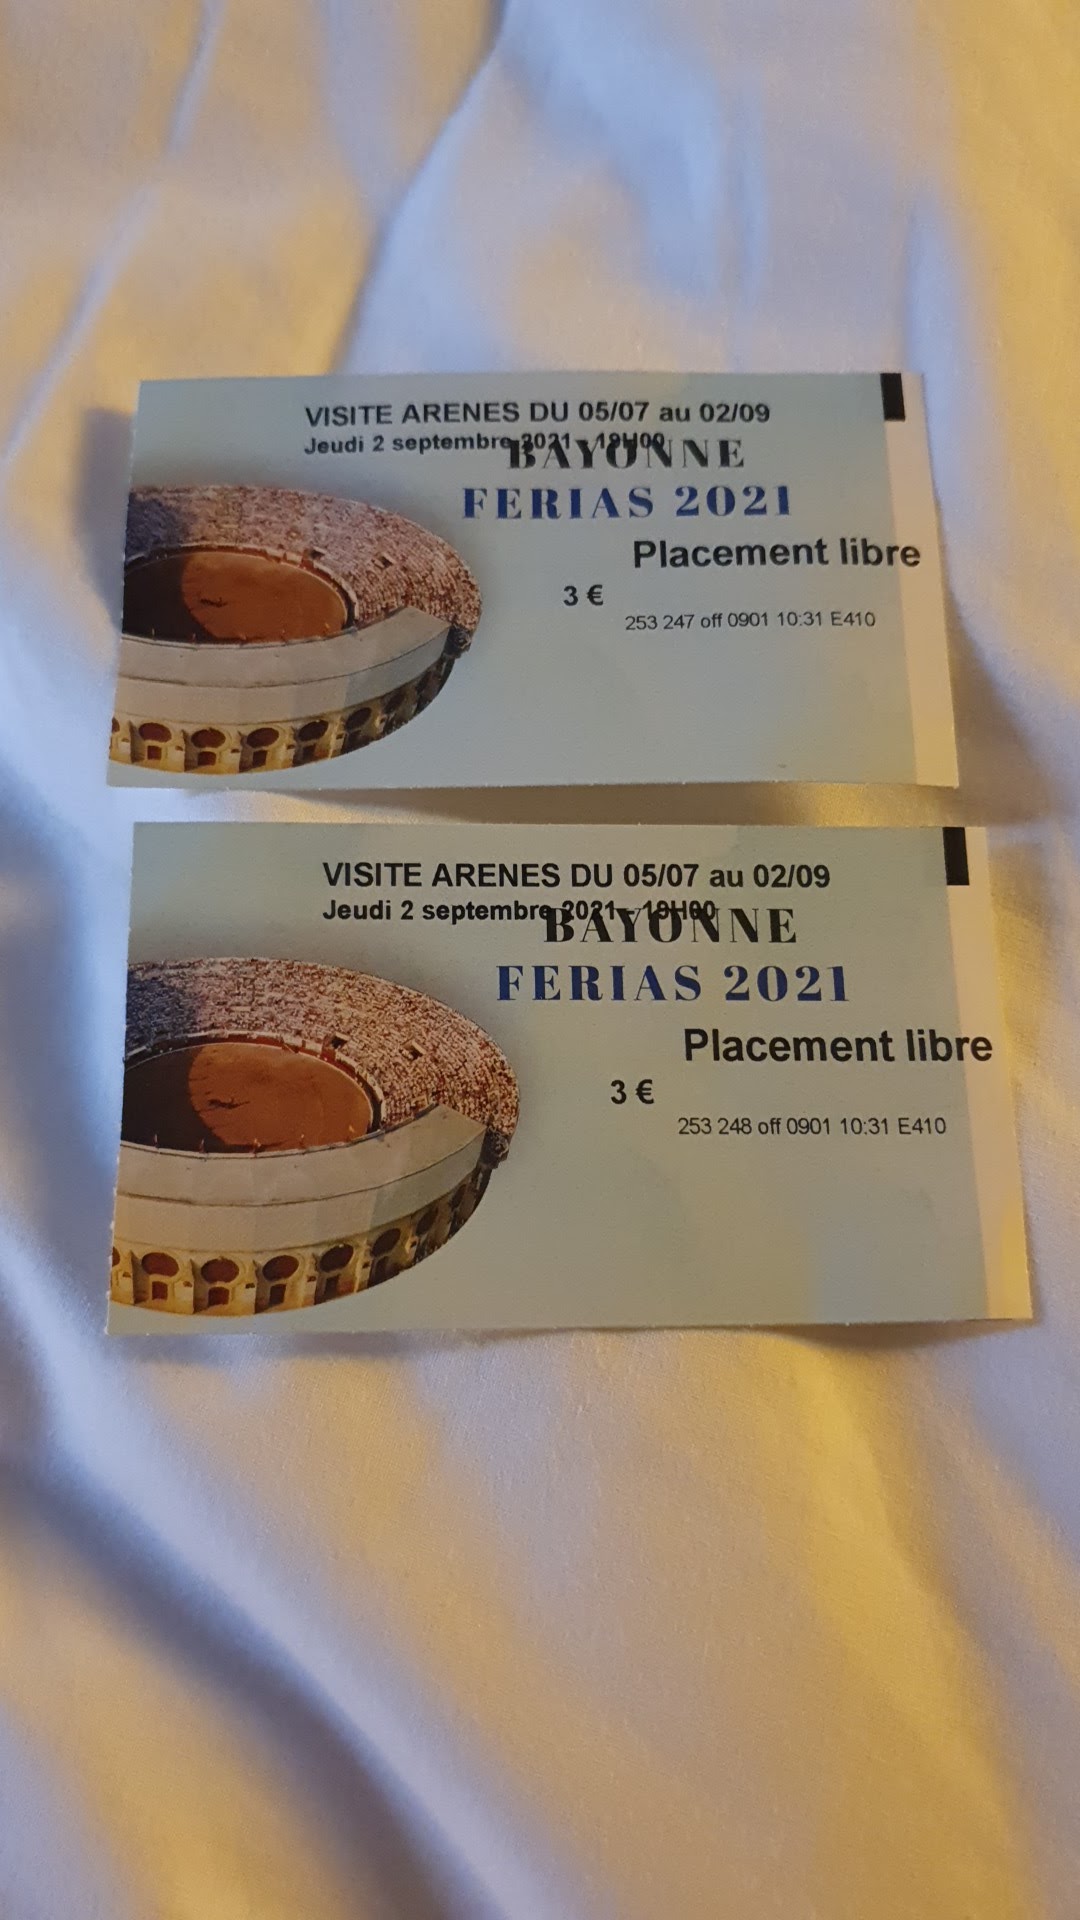 VISITE ARENES DU 05/07 au 02/09
Jeudi 2 septembre 2021 - 19H00
BAYONNE
FERIAS 2021
Placement libre
3 €
253 247 off 0901 10:31 E410
VISITE ARENES DU 05/07 au 02/09
Jeudi 2 septembre 2021 - 19H00
BAYONNE
FERIAS 2021
Placement libre
3 €
253 248 off 0901 10:31 E410